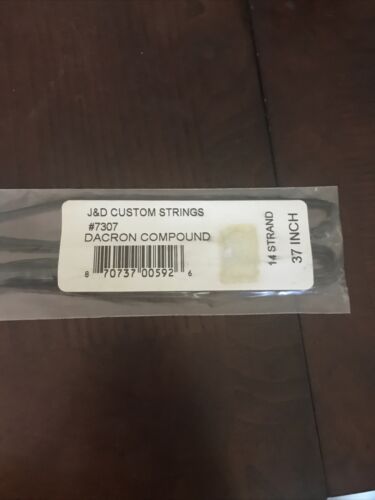 J&D CUSTOM STRINGS
#7307
DACRON COMPOUND
8 70737 00592 6
14 STRAND
37 INCH